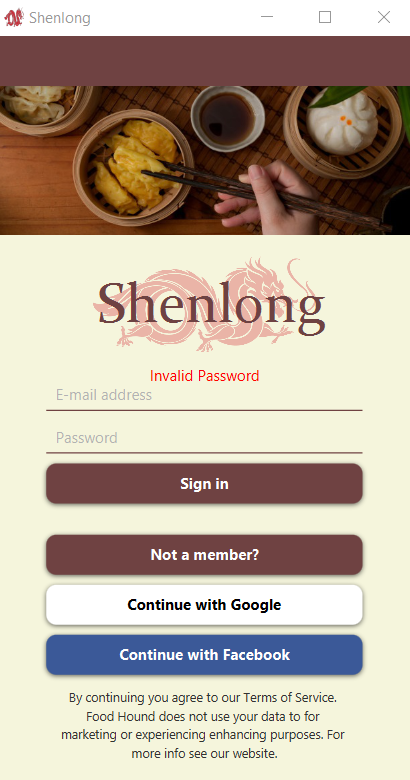 Shenlong
Shenlong
Invalid Password
E-mail address
Password
Sign in
Not a member?
Continue with Google
Continue with Facebook
By continuing you agree to our Terms of Service.
Food Hound does not use your data to for
marketing or experiencing enhancing purposes. For
more info see our website.